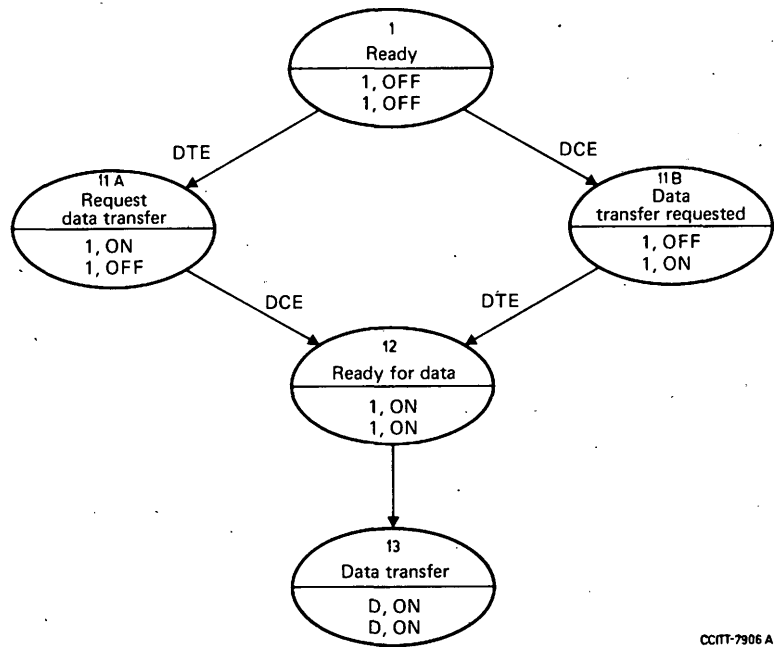 1
Ready
1, OFF
1, OFF
DTE
DCE
11 A
Request
data transfer
1, ON
1, OFF
11 B
Data
transfer requested
1, OFF
1, ON
DCE
DTE
12
Ready for data
1, ON
1, ON
13
Data transfer
D, ON
D, ON
CCITT-7906 A